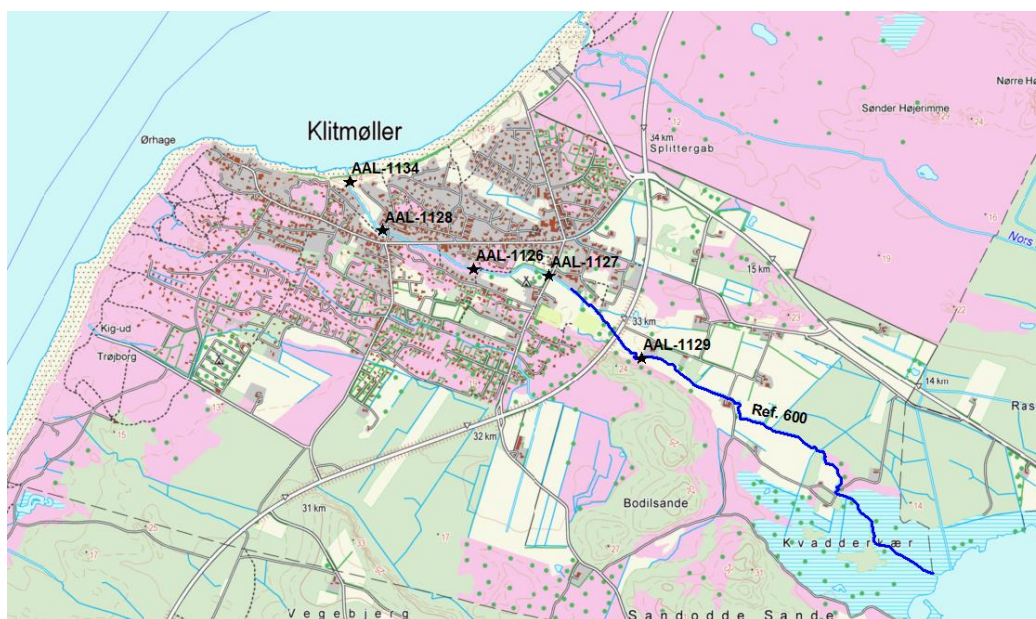 Nørre Hø
Sønder Højerimme
34 km
Splittergab
Klitmøller
Ørhage
AAL-1134
AAL-1128
Nors
AAL-1126
AAL-1127
15 km
33 km
Kig-ud
Trøjborg
AAL-1129
14 km
Ras
Ref. 600
32 km
31 km
Bodilsande
Kvadderkær
Vegebjerg
Sandodde Sande